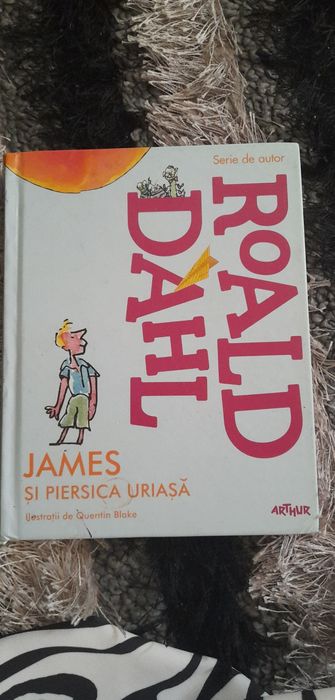 Serie de autor
ROALD
DAHL
JAMES
ȘI PIERSICA URIAȘĂ
Ilustrații de Quentin Blake
ARTHUR